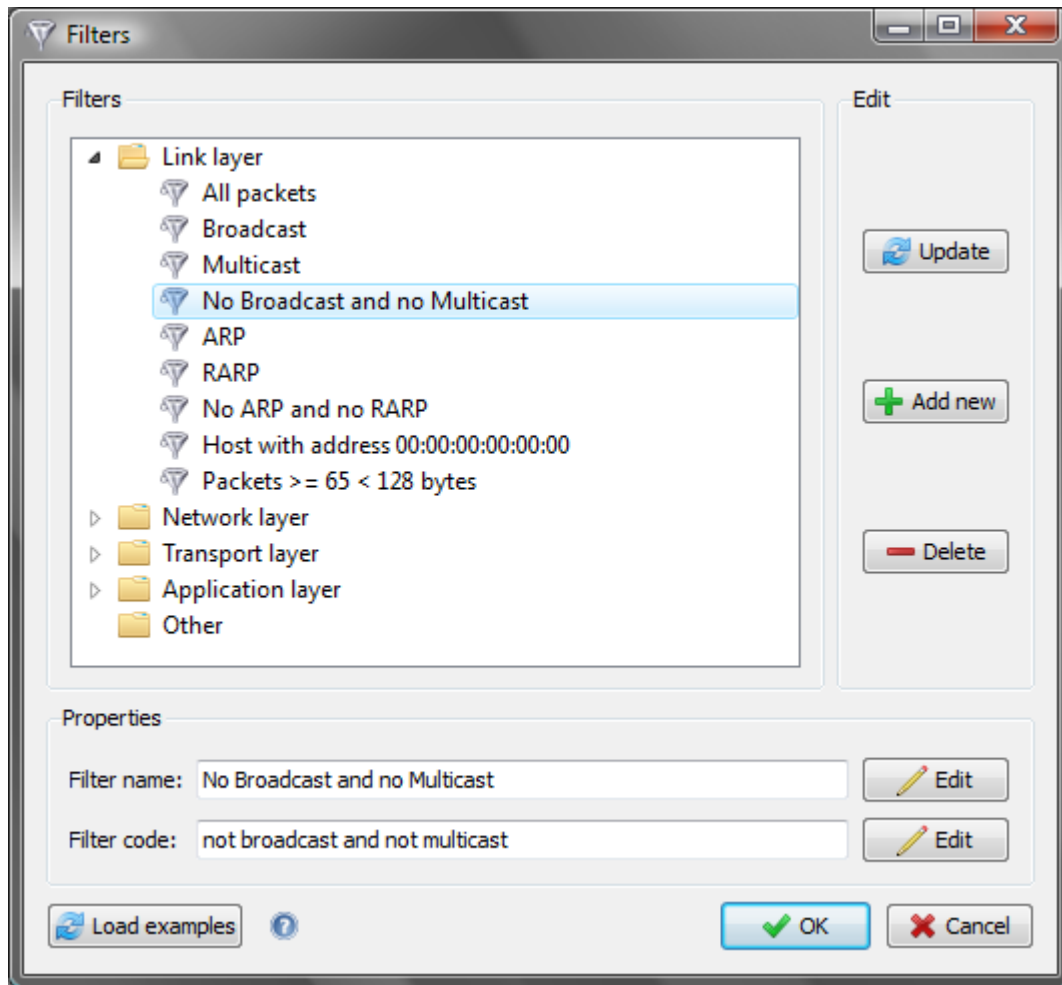 Filters
Filters
Link layer
All packets
Broadcast
Multicast
No Broadcast and no Multicast
ARP
RARP
No ARP and no RARP
Host with address 00:00:00:00:00:00
Packets >= 65 < 128 bytes
Network layer
Transport layer
Application layer
Other
Edit
Update
Add new
Delete
Properties
Filter name: No Broadcast and no Multicast Edit
Filter code: not broadcast and not multicast Edit
Load examples ? OK Cancel